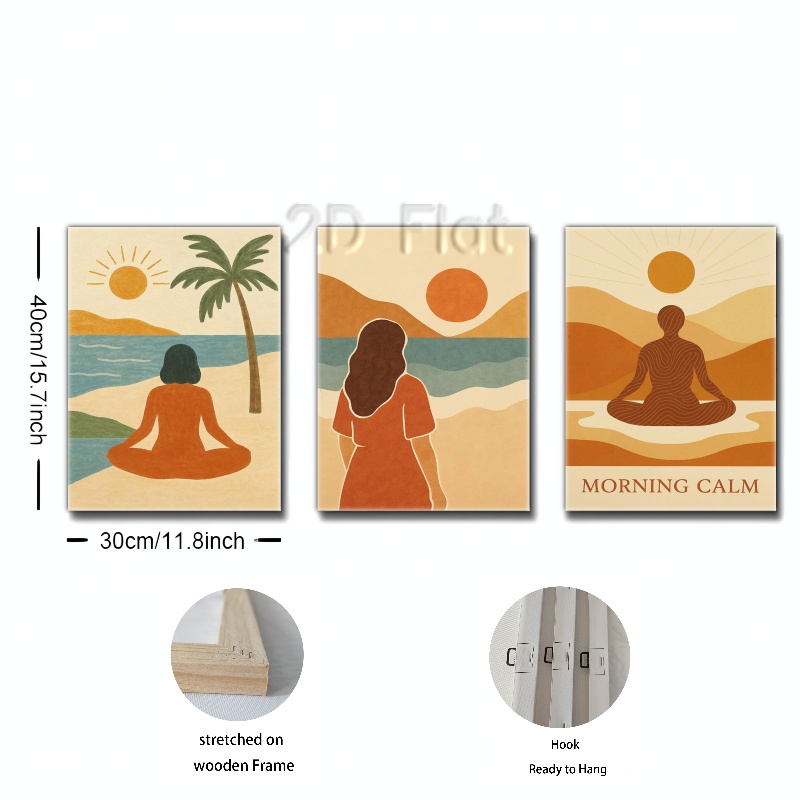 2D Flat
40cm/15.7inch
MORNING CALM
30cm/11.8inch
stretched on
wooden Frame
Hook
Ready to Hang